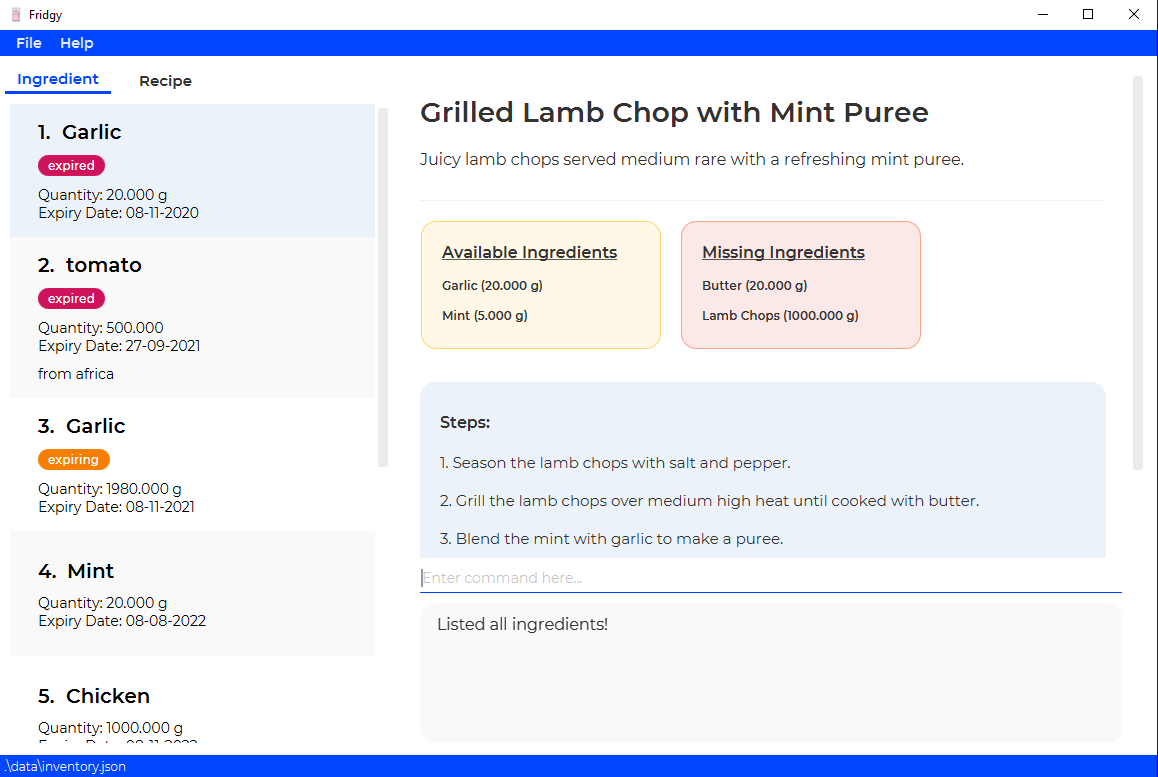 Fridgy
File Help
Ingredient Recipe
1. Garlic
expired
Quantity: 20.000 g
Expiry Date: 08-11-2020
2. tomato
expired
Quantity: 500.000
Expiry Date: 27-09-2021
from africa
3. Garlic
expiring
Quantity: 1980.000 g
Expiry Date: 08-11-2021
4. Mint
Quantity: 20.000 g
Expiry Date: 08-08-2022
5. Chicken
Quantity: 1000.000 g
Expiry Date: 08-11-2022
Grilled Lamb Chop with Mint Puree
Juicy lamb chops served medium rare with a refreshing mint puree.
Available Ingredients
Garlic (20.000 g)
Mint (5.000 g)
Missing Ingredients
Butter (20.000 g)
Lamb Chops (1000.000 g)
Steps:
1. Season the lamb chops with salt and pepper.
2. Grill the lamb chops over medium high heat until cooked with butter.
3. Blend the mint with garlic to make a puree.
Enter command here...
Listed all ingredients!
.\data\inventory.json